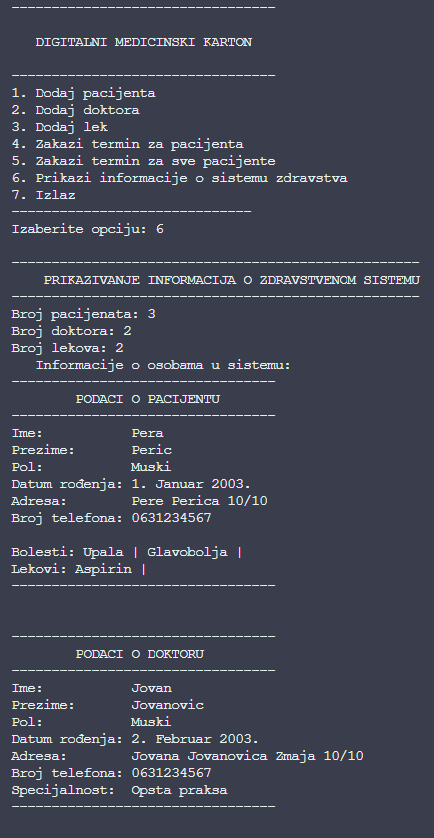 ---------------------------------
DIGITALNI MEDICINSKI KARTON
---------------------------------
1. Dodaj pacijenta
2. Dodaj doktora
3. Dodaj lek
4. Zakazi termin za pacijenta
5. Zakazi termin za sve pacijente
6. Prikazi informacije o sistemu zdravstva
7. Izlaz
------------------------------
Izaberite opciju: 6
---------------------------------------------------
PRIKAZIVANJE INFORMACIJA O ZDRAVSTVENOM SISTEMU
---------------------------------------------------
Broj pacijenata: 3
Broj doktora: 2
Broj lekova: 2
Informacije o osobama u sistemu:
---------------------------------
PODACI O PACIJENTU
---------------------------------
Ime: Pera
Prezime: Peric
Pol: Muski
Datum rođenja: 1. Januar 2003.
Adresa: Pere Perica 10/10
Broj telefona: 0631234567
Bolesti: Upala | Glavobolja |
Lekovi: Aspirin |
---------------------------------
---------------------------------
PODACI O DOKTORU
---------------------------------
Ime: Jovan
Prezime: Jovanovic
Pol: Muski
Datum rođenja: 2. Februar 2003.
Adresa: Jovana Jovanovica Zmaja 10/10
Broj telefona: 0631234567
Specijalnost: Opsta praksa
---------------------------------